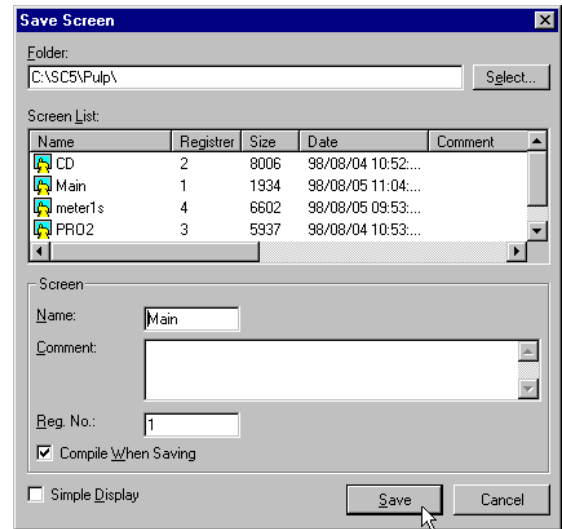 Save Screen
Folder:
C:\SC5\Pulp\
Select...
Screen List:
Name Registrer Size Date Comment
CD 2 8006 98/08/04 10:52:...
Main 1 1934 98/08/05 11:04:...
meter1s 4 6602 98/08/05 09:53:...
PRO2 3 5937 98/08/04 10:53:...
Screen
Name: Main
Comment:
Reg. No.: 1
Compile When Saving
Simple Display
Save
Cancel